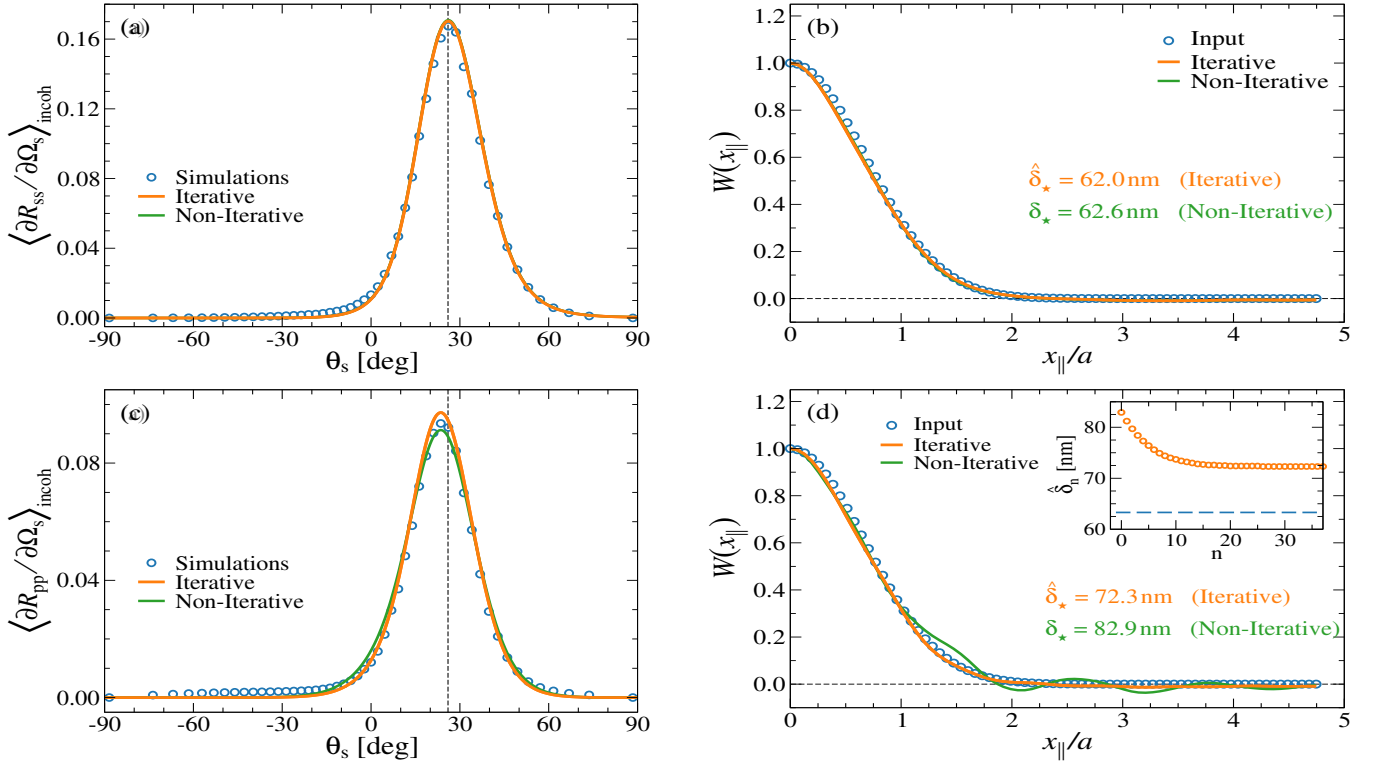 (a)
⟨∂R_ss/∂Ω_s⟩_incoh
0.16
0.12
0.08
0.04
0.00
Simulations
Iterative
Non-Iterative
-90 -60 -30 0 30 60 90
θ_s [deg]
(b)
W(x_||)
1.2
1.0
0.8
0.6
0.4
0.2
0.0
Input
Iterative
Non-Iterative
δ̂_⋆ = 62.0 nm (Iterative)
δ_⋆ = 62.6 nm (Non-Iterative)
0 1 2 3 4 5
x_||/a
(c)
⟨∂R_pp/∂Ω_s⟩_incoh
0.08
0.04
0.00
Simulations
Iterative
Non-Iterative
-90 -60 -30 0 30 60 90
θ_s [deg]
(d)
W(x_||)
1.2
1.0
0.8
0.6
0.4
0.2
0.0
Input
Iterative
Non-Iterative
δ̂_n [nm]
80
70
60
0 10 20 30
n
δ̂_⋆ = 72.3 nm (Iterative)
δ_⋆ = 82.9 nm (Non-Iterative)
0 1 2 3 4 5
x_||/a